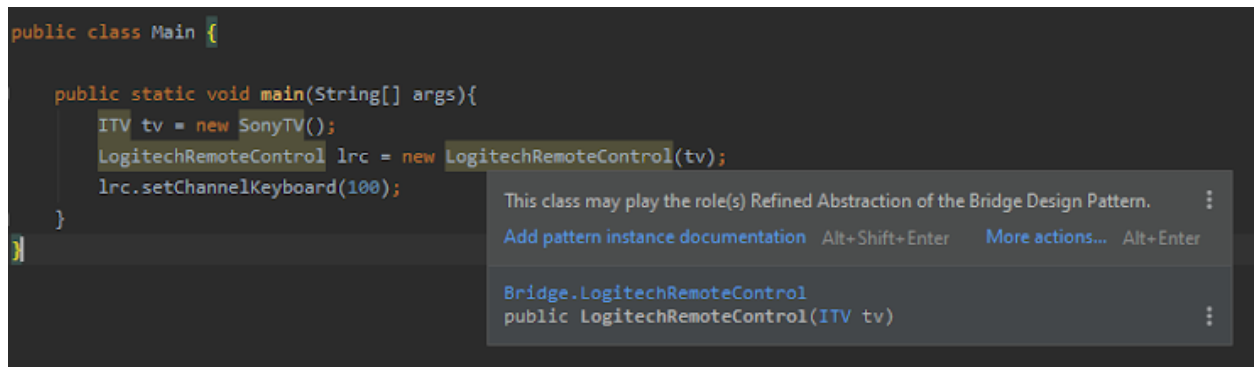 public class Main {
public static void main(String[] args){
ITV tv = new SonyTV();
LogitechRemoteControl lrc = new LogitechRemoteControl(tv);
lrc.setChannelKeyboard(100);
}
}
This class may play the role(s) Refined Abstraction of the Bridge Design Pattern.
Add pattern instance documentation Alt+Shift+Enter More actions... Alt+Enter
Bridge.LogitechRemoteControl
public LogitechRemoteControl(ITV tv)